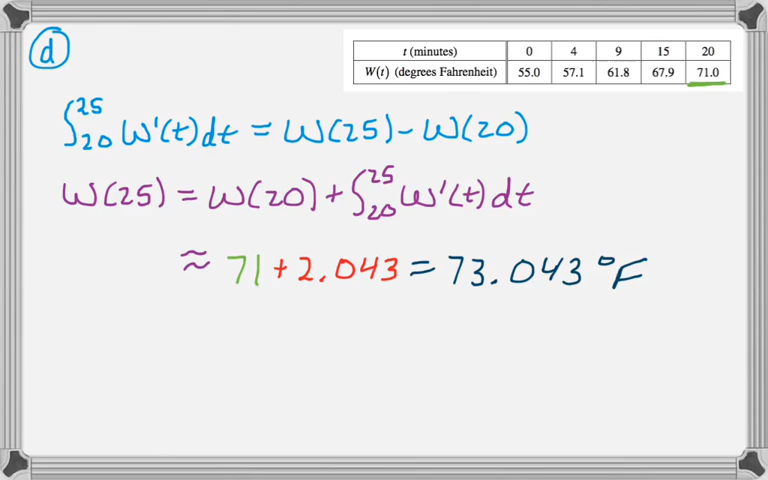 d
t (minutes) 0 4 9 15 20
W(t) (degrees Fahrenheit) 55.0 57.1 61.8 67.9 71.0
∫₂₀²⁵ W'(t)dt = W(25) - W(20)
W(25) = W(20) + ∫₂₀²⁵ W'(t)dt
≈ 71 + 2.043 = 73.043 °F